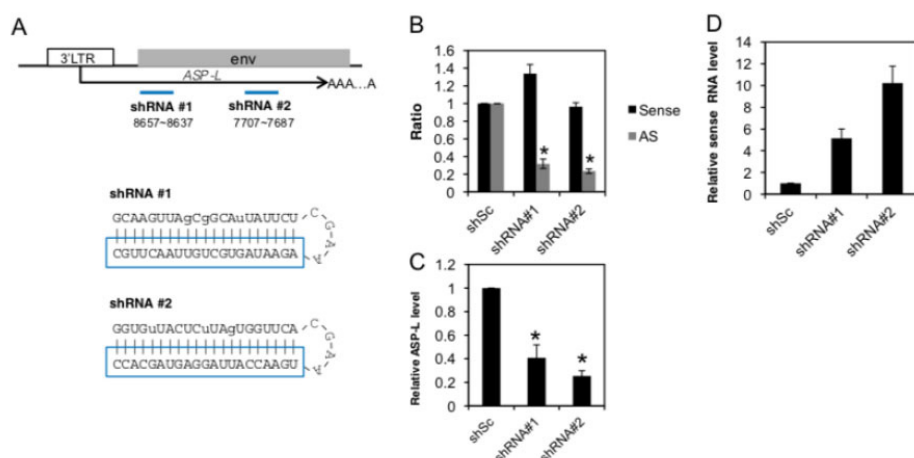 A
3'LTR
env
ASP-L
AAA...A
shRNA #1
8657~8637
shRNA #2
7707~7687
shRNA #1
GCAAGUUAgCgGCAuUAUUCU
C
G
A
A
CGUUCAAUUGUCGUGAUAAGA
shRNA #2
GGUGuUACUCuUAgUGGUUCA
C
G
A
A
CCACGAUGAGGAUUACCAAGU
B
Ratio
1.6
1.4
1.2
1
0.8
0.6
0.4
0.2
0
*
*
Sense
AS
shSc
shRNA#1
shRNA#2
C
Relative ASP-L level
1.2
1
0.8
0.6
0.4
0.2
0
*
*
shSc
shRNA#1
shRNA#2
D
Relative sense RNA level
14
12
10
8
6
4
2
0
shSc
shRNA#1
shRNA#2